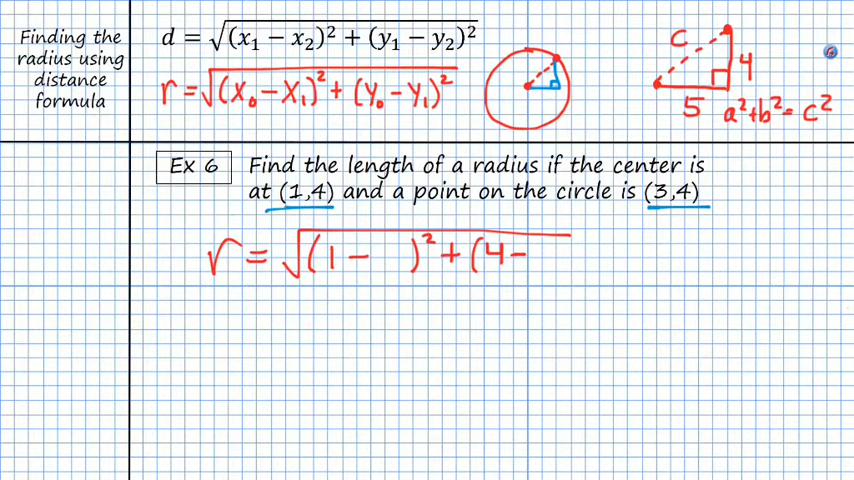 Finding the
radius using
distance
formula
d = √(x₁ − x₂)² + (y₁ − y₂)²
r = √(x₀ − x₁)² + (y₀ − y₁)²
c
4
5
a² + b² = c²
Ex 6
Find the length of a radius if the center is
at (1,4) and a point on the circle is (3,4)
r = √(1 −   )² + (4 −